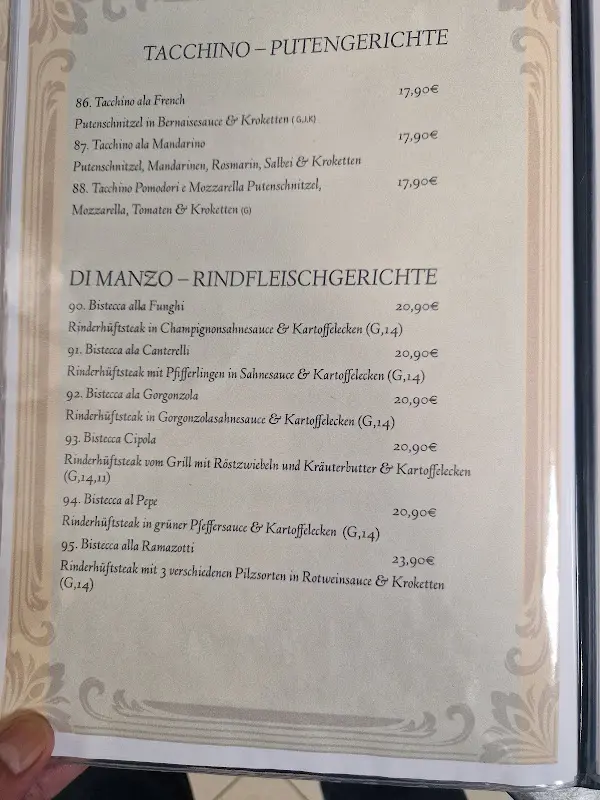 TACCHINO – PUTENGERICHTE
86. Tacchino ala French 17,90€
Putenschnitzel in Bernaisesauce & Kroketten (G,J,K)
87. Tacchino ala Mandarino 17,90€
Putenschnitzel, Mandarinen, Rosmarin, Salbei & Kroketten
88. Tacchino Pomodori e Mozzarella Putenschnitzel, 17,90€
Mozzarella, Tomaten & Kroketten (G)
DI MANZO – RINDFLEISCHGERICHTE
90. Bistecca alla Funghi 20,90€
Rinderhüftsteak in Champignonsahnesauce & Kartoffelecken (G,14)
91. Bistecca ala Canterelli 20,90€
Rinderhüftsteak mit Pfifferlingen in Sahnesauce & Kartoffelecken (G,14)
92. Bistecca ala Gorgonzola 20,90€
Rinderhüftsteak in Gorgonzolasahnesauce & Kartoffelecken (G,14)
93. Bistecca Cipola 20,90€
Rinderhüftsteak vom Grill mit Röstzwiebeln und Kräuterbutter & Kartoffelecken
(G,14,11)
94. Bistecca al Pepe 20,90€
Rinderhüftsteak in grüner Pfeffersauce & Kartoffelecken (G,14)
95. Bistecca alla Ramazotti 23,90€
Rinderhüftsteak mit 3 verschiedenen Pilzsorten in Rotweinsauce & Kroketten
(G,14)